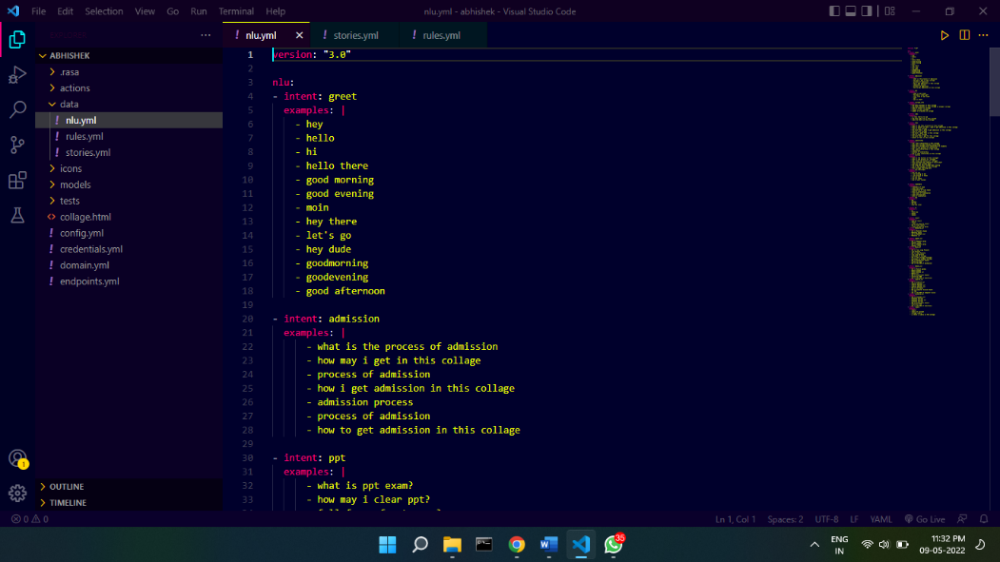 File Edit Selection View Go Run Terminal Help
nlu.yml - abhishek - Visual Studio Code
nlu.yml
stories.yml
rules.yml
ABHISHEK
.rasa
actions
data
nlu.yml
rules.yml
stories.yml
icons
models
tests
collage.html
config.yml
credentials.yml
domain.yml
endpoints.yml
OUTLINE
TIMELINE
1 version: "3.0"
2
3 nlu:
4 - intent: greet
5 examples: |
6 - hey
7 - hello
8 - hi
9 - hello there
10 - good morning
11 - good evening
12 - moin
13 - hey there
14 - let's go
15 - hey dude
16 - goodmorning
17 - goodevening
18 - good afternoon
19
20 - intent: admission
21 examples: |
22 - what is the process of admission
23 - how may i get in this collage
24 - process of admission
25 - how i get admission in this collage
26 - admission process
27 - process of admission
28 - how to get admission in this collage
29
30 - intent: ppt
31 examples: |
32 - what is ppt exam?
33 - how may i clear ppt?
1
0 0
Ln 1, Col 1 Spaces: 2 UTF-8 LF YAML Go Live
35
ENG
IN
11:32 PM
09-05-2022